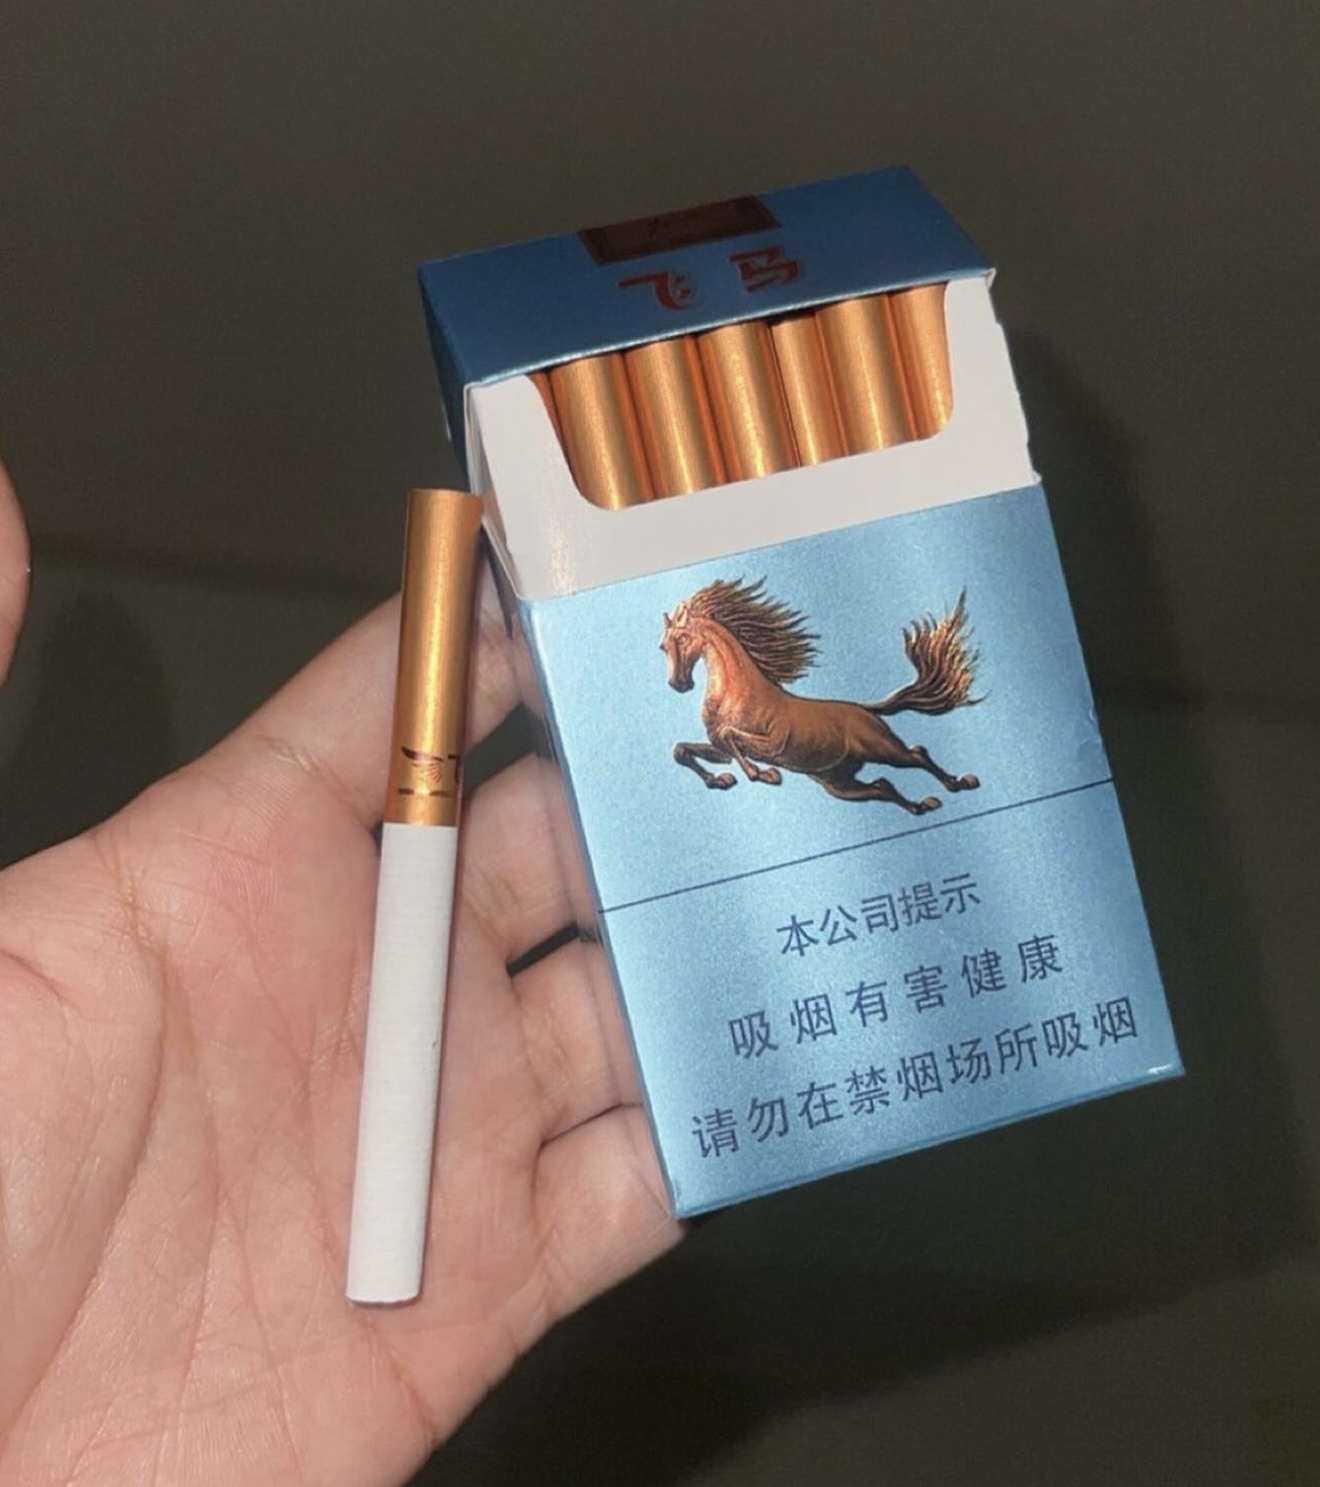 飞马
本公司提示
吸烟有害健康
请勿在禁烟场所吸烟